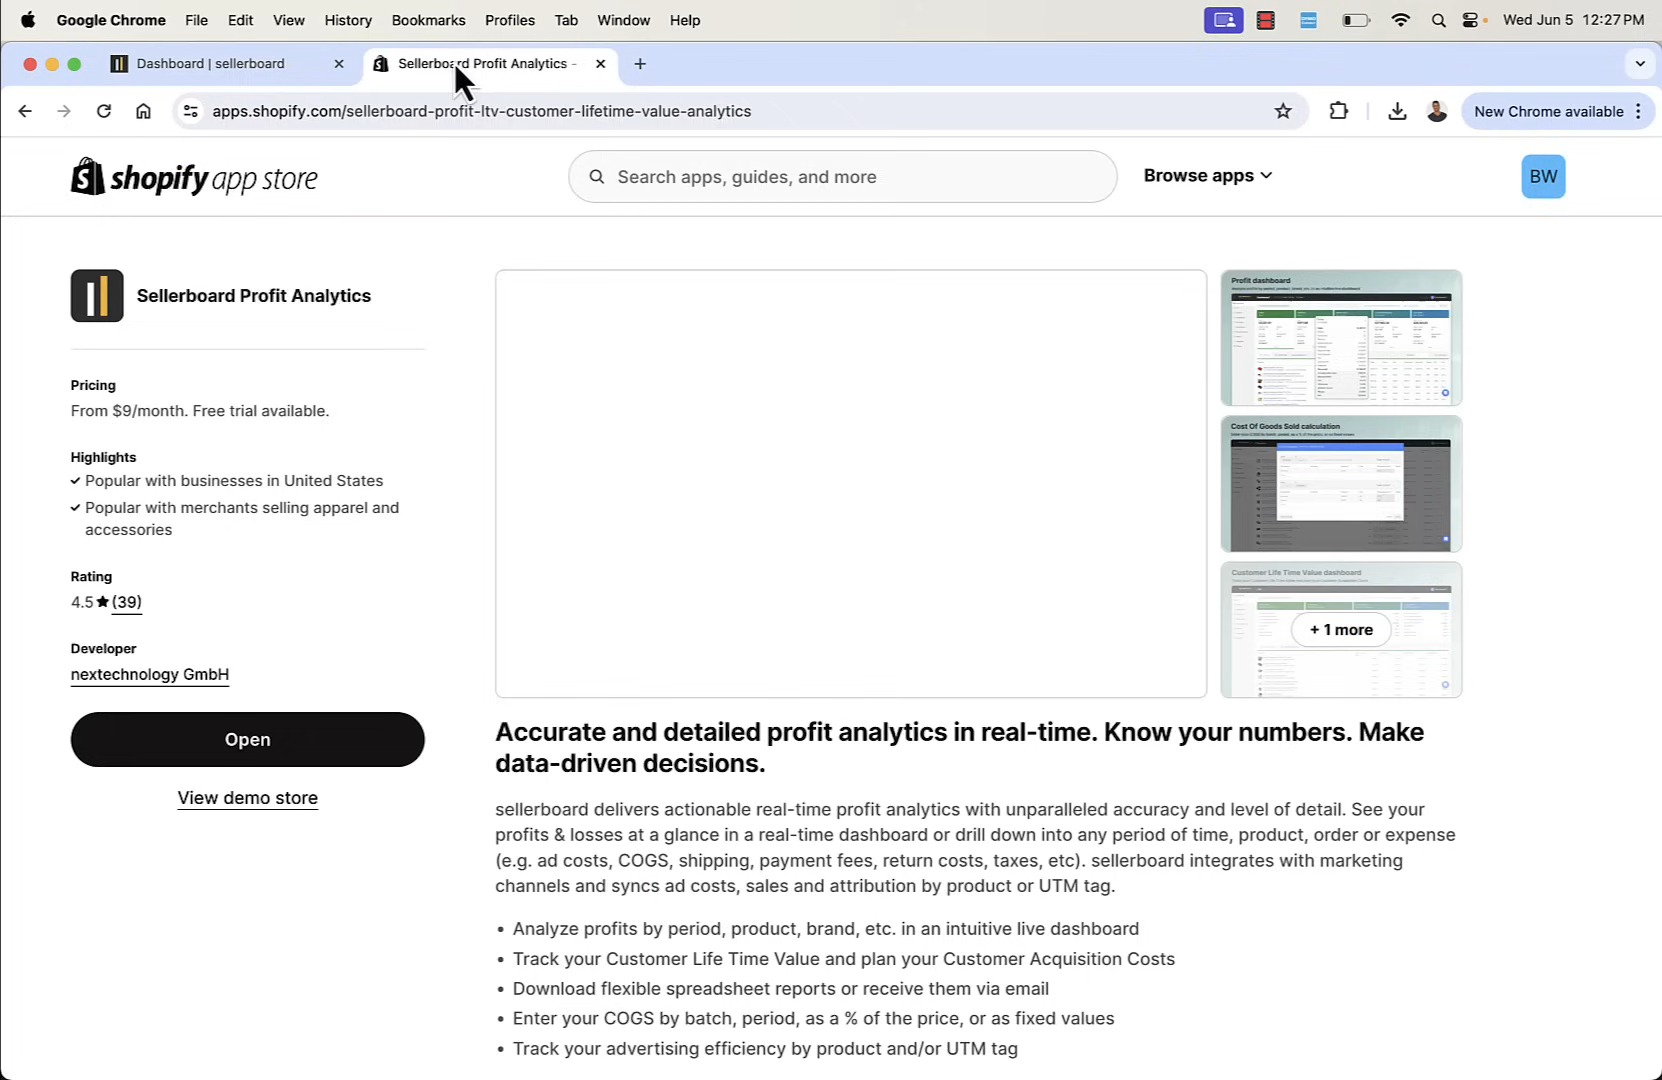 Google Chrome File Edit View History Bookmarks Profiles Tab Window Help Wed Jun 5 12:27 PM
Dashboard | sellerboard
Sellerboard Profit Analytics -
apps.shopify.com/sellerboard-profit-ltv-customer-lifetime-value-analytics
New Chrome available
shopify app store
Search apps, guides, and more
Browse apps
BW
Sellerboard Profit Analytics
Pricing
From $9/month. Free trial available.
Highlights
Popular with businesses in United States
Popular with merchants selling apparel and
accessories
Rating
4.5 (39)
Developer
nextechnology GmbH
Open
View demo store
Profit dashboard
Cost Of Goods Sold calculation
Customer Life Time Value dashboard
+ 1 more
Accurate and detailed profit analytics in real-time. Know your numbers. Make
data-driven decisions.
sellerboard delivers actionable real-time profit analytics with unparalleled accuracy and level of detail. See your
profits & losses at a glance in a real-time dashboard or drill down into any period of time, product, order or expense
(e.g. ad costs, COGS, shipping, payment fees, return costs, taxes, etc). sellerboard integrates with marketing
channels and syncs ad costs, sales and attribution by product or UTM tag.
• Analyze profits by period, product, brand, etc. in an intuitive live dashboard
• Track your Customer Life Time Value and plan your Customer Acquisition Costs
• Download flexible spreadsheet reports or receive them via email
• Enter your COGS by batch, period, as a % of the price, or as fixed values
• Track your advertising efficiency by product and/or UTM tag